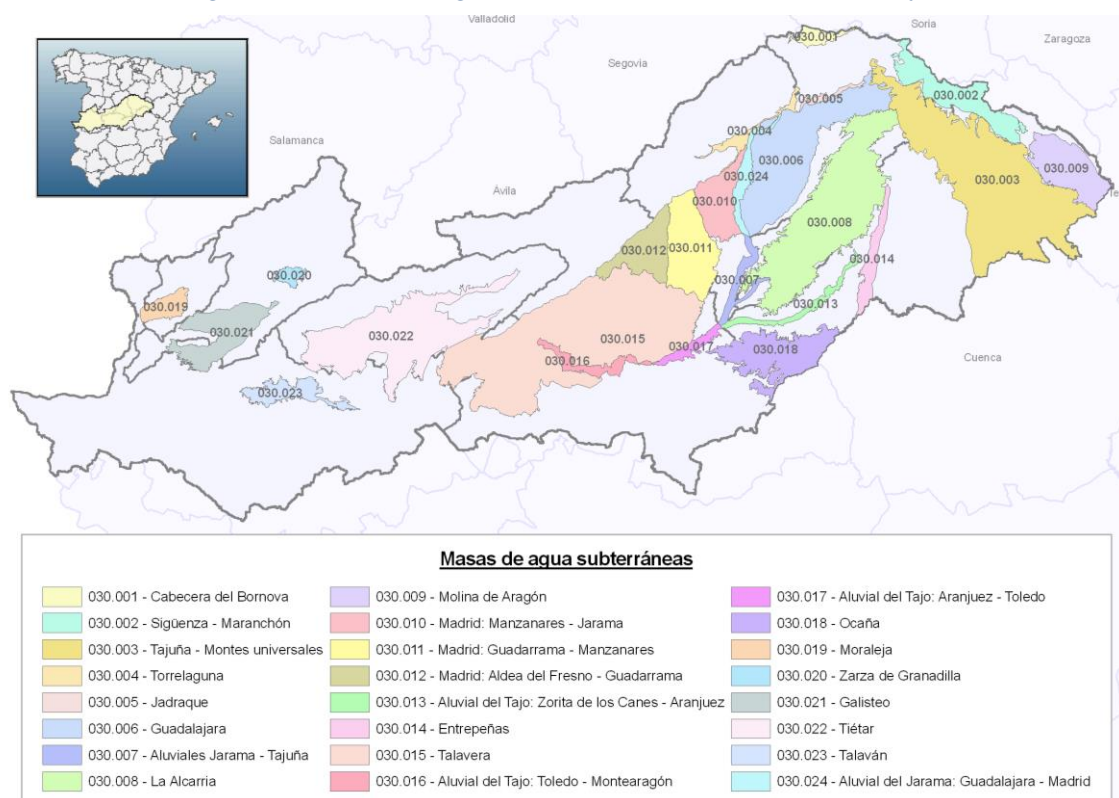 Valladolid
Soria
Zaragoza
Segovia
Salamanca
Ávila
Cuenca
030.001
030.002
030.005
030.004
030.006
030.024
030.003
030.009
030.010
030.008
030.012
030.011
030.014
030.020
030.007
030.013
030.019
030.021
030.022
030.015
030.017
030.018
030.016
030.023
Masas de agua subterráneas
030.001 - Cabecera del Bornova
030.002 - Sigüenza - Maranchón
030.003 - Tajuña - Montes universales
030.004 - Torrelaguna
030.005 - Jadraque
030.006 - Guadalajara
030.007 - Aluviales Jarama - Tajuña
030.008 - La Alcarria
030.009 - Molina de Aragón
030.010 - Madrid: Manzanares - Jarama
030.011 - Madrid: Guadarrama - Manzanares
030.012 - Madrid: Aldea del Fresno - Guadarrama
030.013 - Aluvial del Tajo: Zorita de los Canes - Aranjuez
030.014 - Entrepeñas
030.015 - Talavera
030.016 - Aluvial del Tajo: Toledo - Montearagón
030.017 - Aluvial del Tajo: Aranjuez - Toledo
030.018 - Ocaña
030.019 - Moraleja
030.020 - Zarza de Granadilla
030.021 - Galisteo
030.022 - Tiétar
030.023 - Talaván
030.024 - Aluvial del Jarama: Guadalajara - Madrid